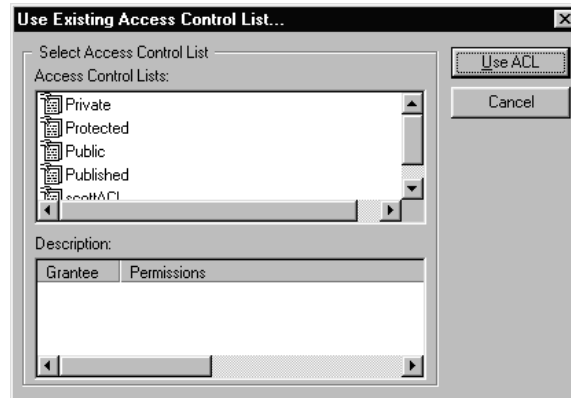 Use Existing Access Control List...
Select Access Control List
Use ACL
Access Control Lists:
Cancel
Private
Protected
Public
Published
scottACL
Description:
Grantee Permissions